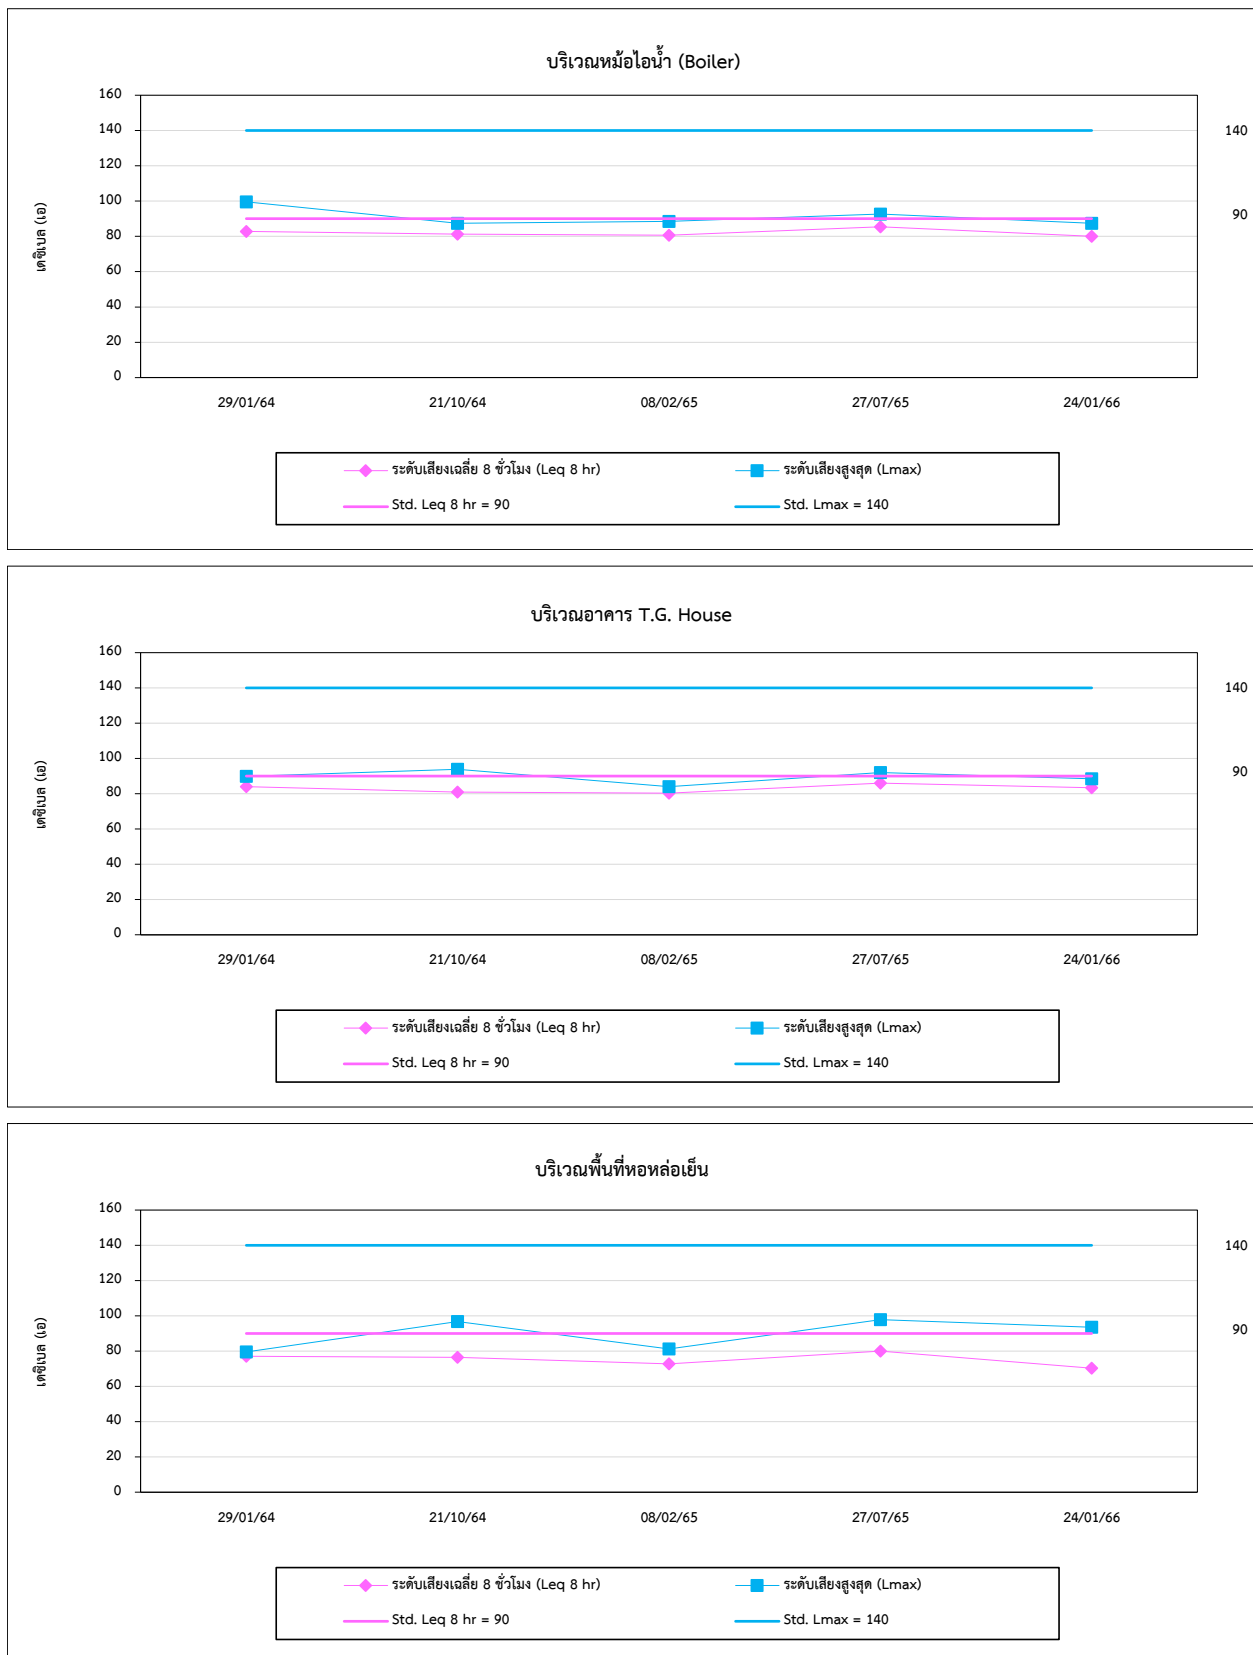 บริเวณหม้อไอน้ำ (Boiler)
160
140
120
100
80
60
40
20
0
เดซิเบล (เอ)
140
90
29/01/64 21/10/64 08/02/65 27/07/65 24/01/66
ระดับเสียงเฉลี่ย 8 ชั่วโมง (Leq 8 hr) ระดับเสียงสูงสุด (Lmax)
Std. Leq 8 hr = 90 Std. Lmax = 140
บริเวณอาคาร T.G. House
160
140
120
100
80
60
40
20
0
เดซิเบล (เอ)
140
90
29/01/64 21/10/64 08/02/65 27/07/65 24/01/66
ระดับเสียงเฉลี่ย 8 ชั่วโมง (Leq 8 hr) ระดับเสียงสูงสุด (Lmax)
Std. Leq 8 hr = 90 Std. Lmax = 140
บริเวณพื้นที่หอหล่อเย็น
160
140
120
100
80
60
40
20
0
เดซิเบล (เอ)
140
90
29/01/64 21/10/64 08/02/65 27/07/65 24/01/66
ระดับเสียงเฉลี่ย 8 ชั่วโมง (Leq 8 hr) ระดับเสียงสูงสุด (Lmax)
Std. Leq 8 hr = 90 Std. Lmax = 140